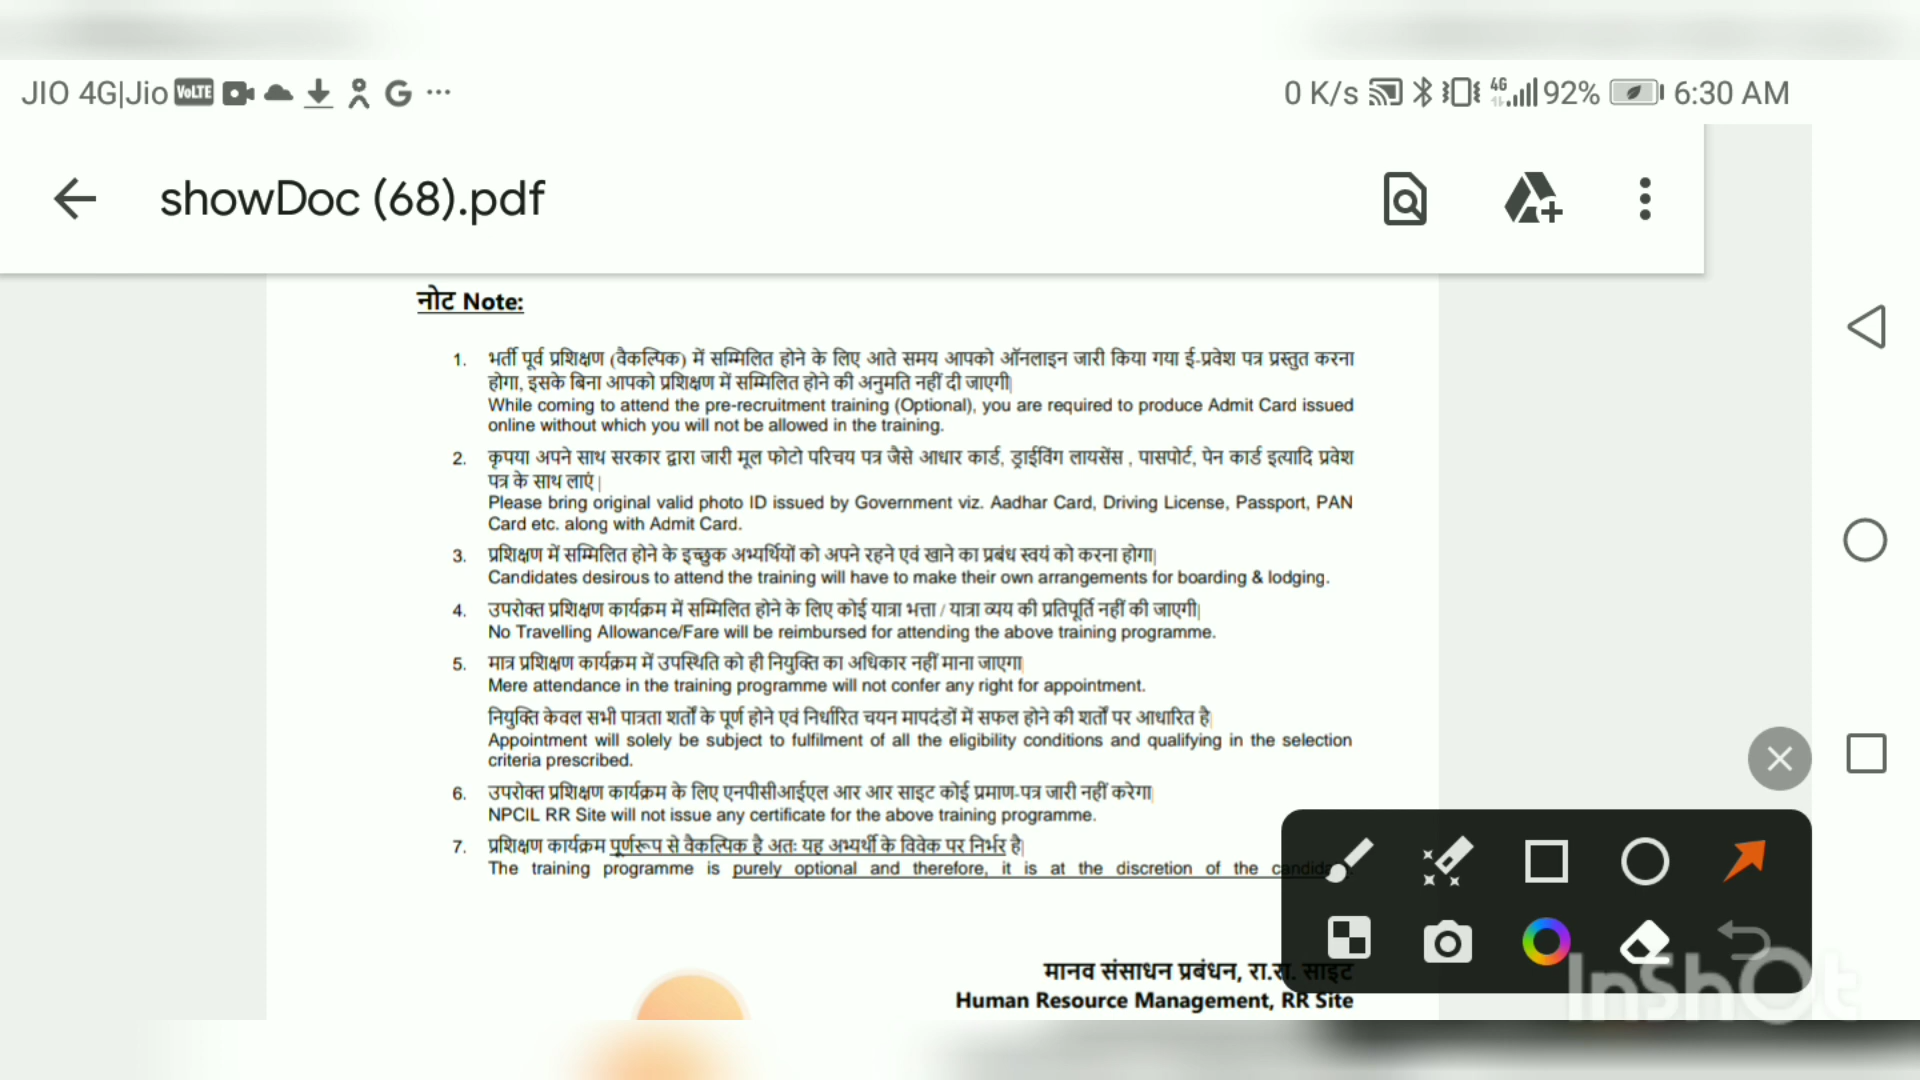 JIO 4G|Jio VoLTE G ...
0 K/s 4G 92% 6:30 AM
showDoc (68).pdf
नोट Note:
1. भर्ती पूर्व प्रशिक्षण (वैकल्पिक) में सम्मिलित होने के लिए आते समय आपको ऑनलाइन जारी किया गया ई-प्रवेश पत्र प्रस्तुत करना
होगा, इसके बिना आपको प्रशिक्षण में सम्मिलित होने की अनुमति नहीं दी जाएगी|
While coming to attend the pre-recruitment training (Optional), you are required to produce Admit Card issued
online without which you will not be allowed in the training.
2. कृपया अपने साथ सरकार द्वारा जारी मूल फोटो परिचय पत्र जैसे आधार कार्ड, ड्राईविंग लायसेंस , पासपोर्ट, पेन कार्ड इत्यादि प्रवेश
पत्र के साथ लाएं |
Please bring original valid photo ID issued by Government viz. Aadhar Card, Driving License, Passport, PAN
Card etc. along with Admit Card.
3. प्रशिक्षण में सम्मिलित होने के इच्छुक अभ्यर्थियों को अपने रहने एवं खाने का प्रबंध स्वयं को करना होगा|
Candidates desirous to attend the training will have to make their own arrangements for boarding & lodging.
4. उपरोक्त प्रशिक्षण कार्यक्रम में सम्मिलित होने के लिए कोई यात्रा भत्ता / यात्रा व्यय की प्रतिपूर्ति नहीं की जाएगी|
No Travelling Allowance/Fare will be reimbursed for attending the above training programme.
5. मात्र प्रशिक्षण कार्यक्रम में उपस्थिति को ही नियुक्ति का अधिकार नहीं माना जाएगा|
Mere attendance in the training programme will not confer any right for appointment.
नियुक्ति केवल सभी पात्रता शर्तों के पूर्ण होने एवं निर्धारित चयन मापदंडों में सफल होने की शर्तों पर आधारित है|
Appointment will solely be subject to fulfilment of all the eligibility conditions and qualifying in the selection
criteria prescribed.
6. उपरोक्त प्रशिक्षण कार्यक्रम के लिए एनपीसीआईएल आर आर साइट कोई प्रमाण-पत्र जारी नहीं करेगा|
NPCIL RR Site will not issue any certificate for the above training programme.
7. प्रशिक्षण कार्यक्रम पूर्णरूप से वैकल्पिक है अतः यह अभ्यर्थी के विवेक पर निर्भर है|
The training programme is purely optional and therefore, it is at the discretion of the
मानव संसाधन प्रबंधन, रा.रा. साइट
Human Resource Management, RR Site
InShOt